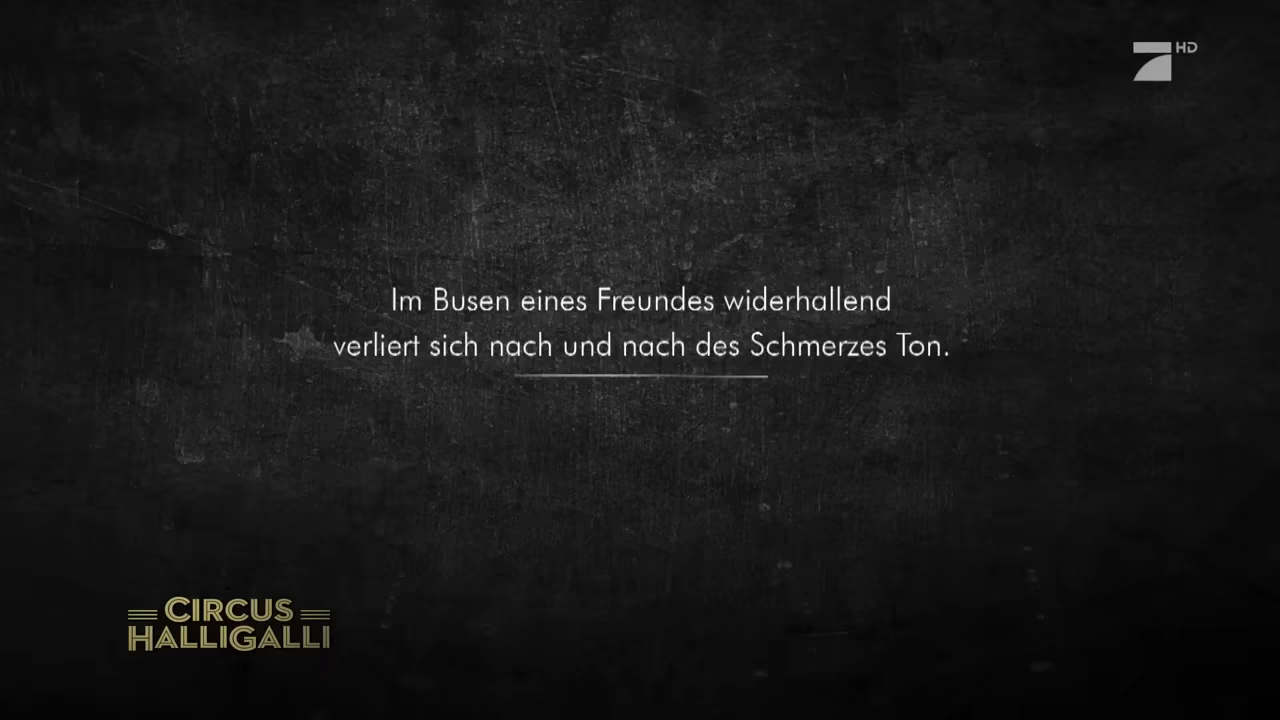 HD
Im Busen eines Freundes widerhallend
verliert sich nach und nach des Schmerzes Ton.
CIRCUS
HALLIGALLI